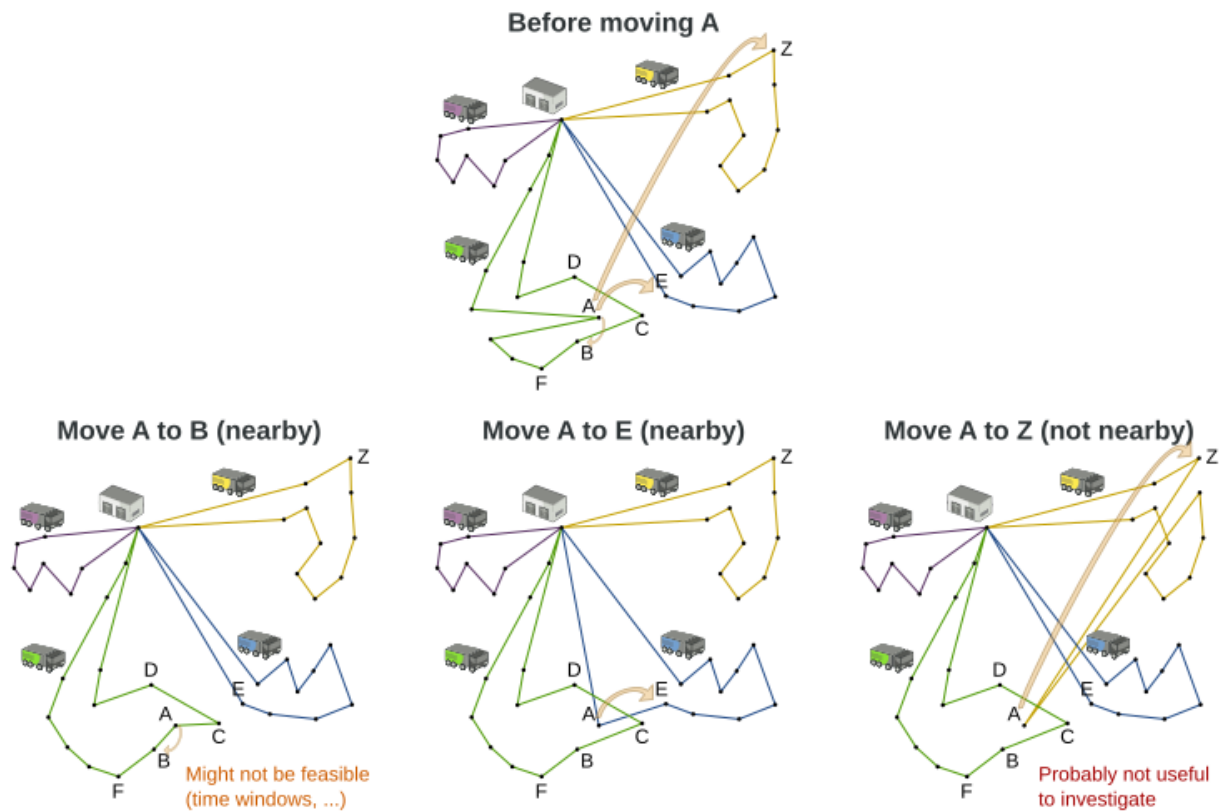 Before moving A
Z
D
E
A
C
B
F
Move A to B (nearby)
Z
D
E
A
C
B
F
Might not be feasible
(time windows, ...)
Move A to E (nearby)
Z
D
E
A
C
B
F
Move A to Z (not nearby)
Z
D
E
A
C
B
F
Probably not useful
to investigate